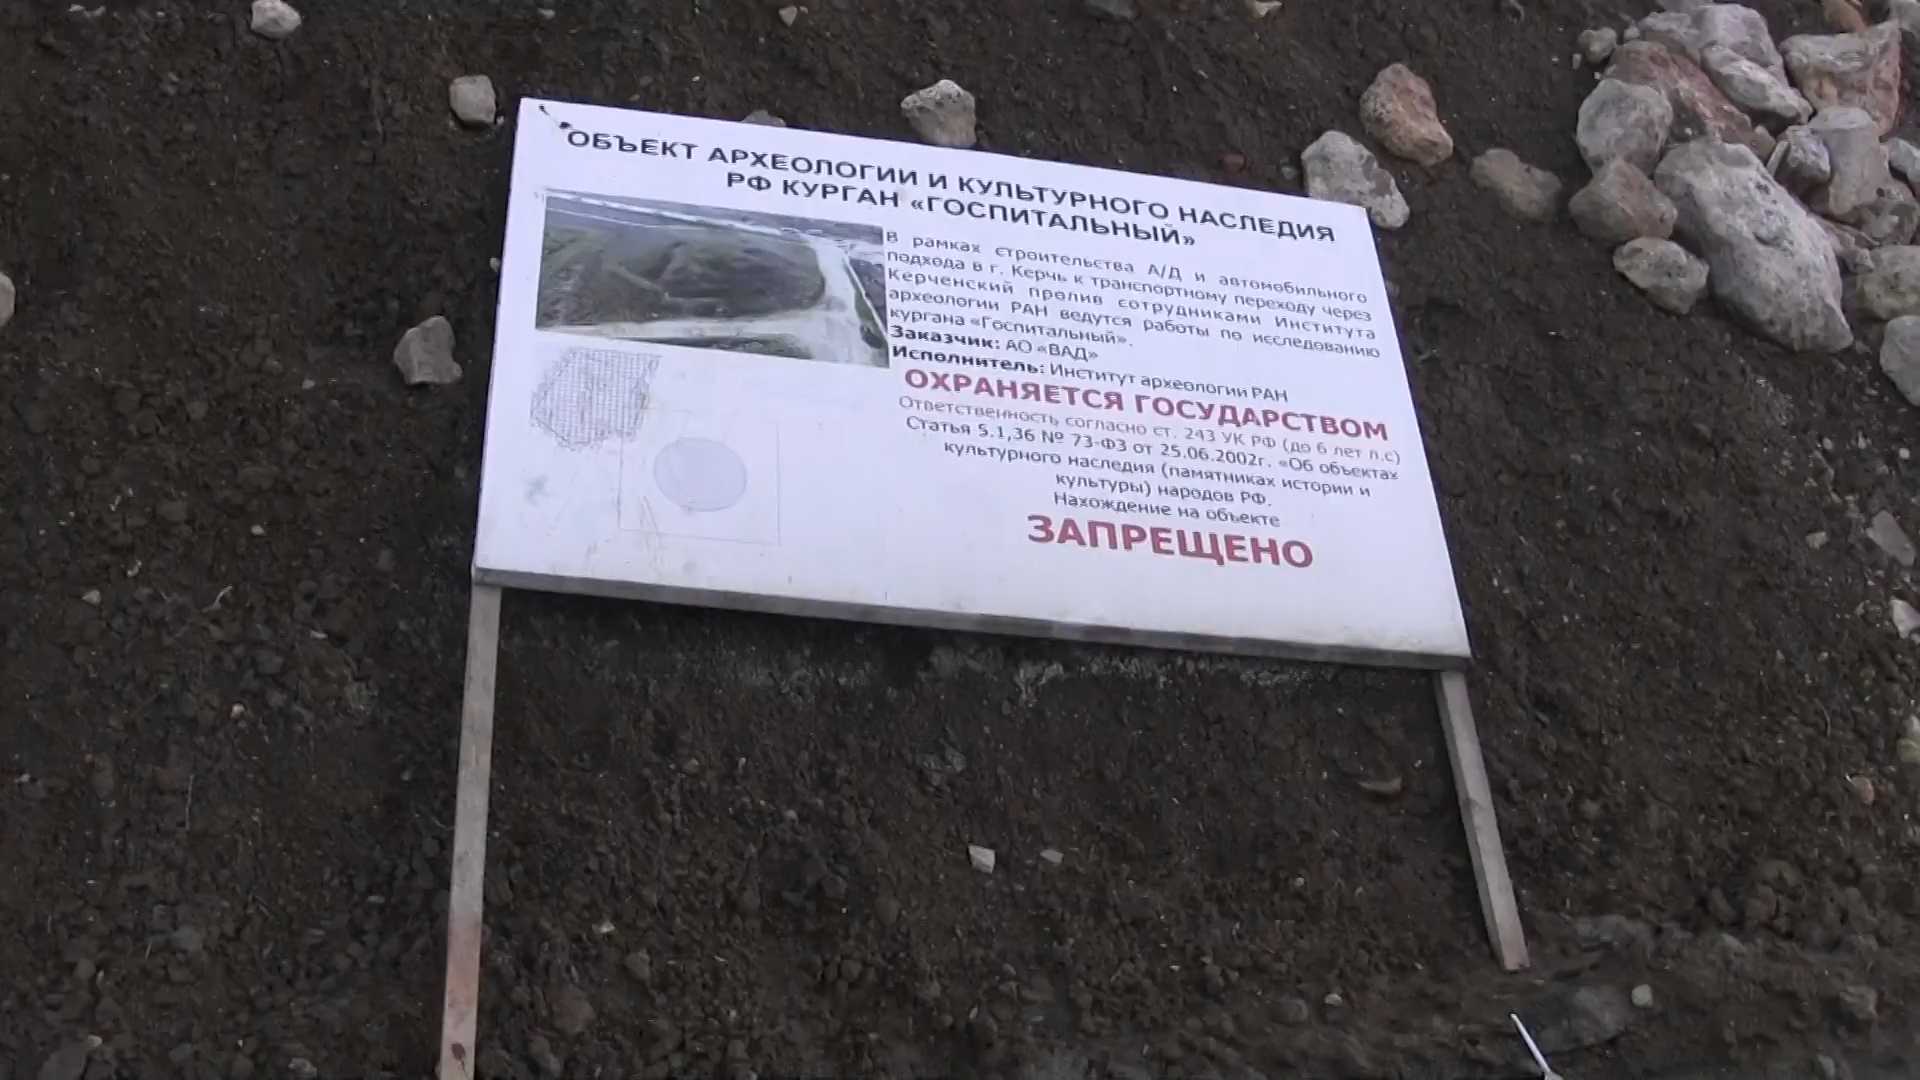 ОБЪЕКТ АРХЕОЛОГИИ И КУЛЬТУРНОГО НАСЛЕДИЯ
РФ КУРГАН «ГОСПИТАЛЬНЫЙ»
В рамках строительства А/Д и автомобильного
подхода в г. Керчь к транспортному переходу через
Керченский пролив сотрудниками Института
археологии РАН ведутся работы по исследованию
кургана «Госпитальный».
Заказчик: АО «ВАД»
Исполнитель: Институт археологии РАН
ОХРАНЯЕТСЯ ГОСУДАРСТВОМ
Ответственность согласно ст. 243 УК РФ (до 6 лет л.с)
Статья 5.1,36 № 73-ФЗ от 25.06.2002г. «Об объектах
культурного наследия (памятниках истории и
культуры) народов РФ.
Нахождение на объекте
ЗАПРЕЩЕНО